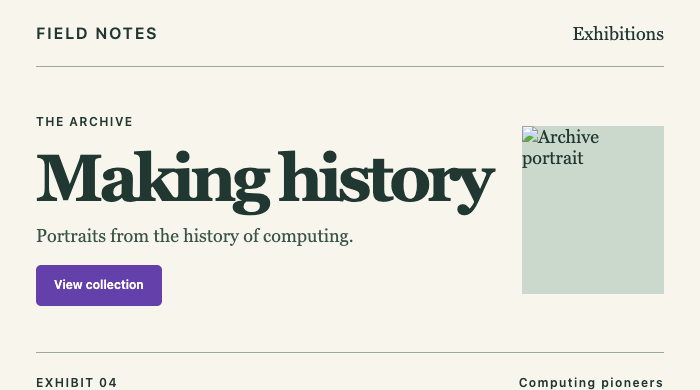 FIELD NOTES
Exhibitions
THE ARCHIVE
Making history
Archive
portrait
Portraits from the history of computing.
View collection
EXHIBIT 04
Computing pioneers